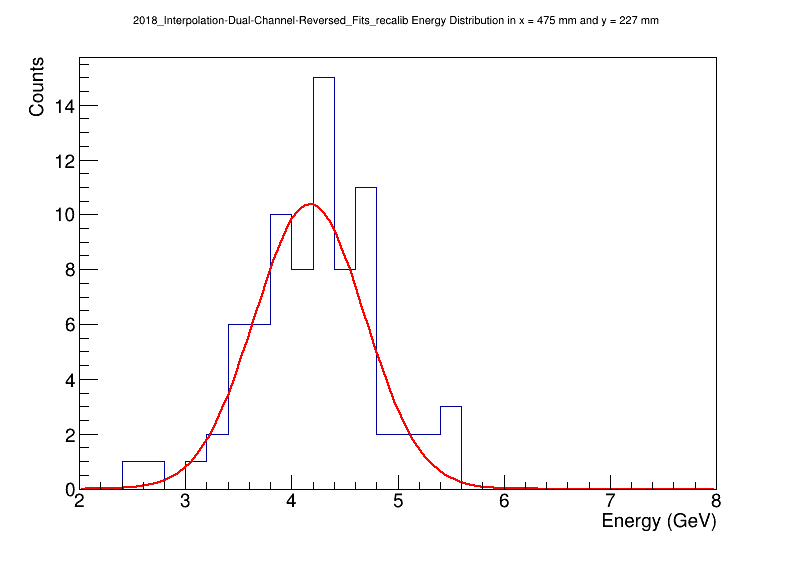 2018_Interpolation-Dual-Channel-Reversed_Fits_recalib Energy Distribution in x = 475 mm and y = 227 mm
Counts
14
12
10
8
6
4
2
0
2 3 4 5 6 7 8
Energy (GeV)